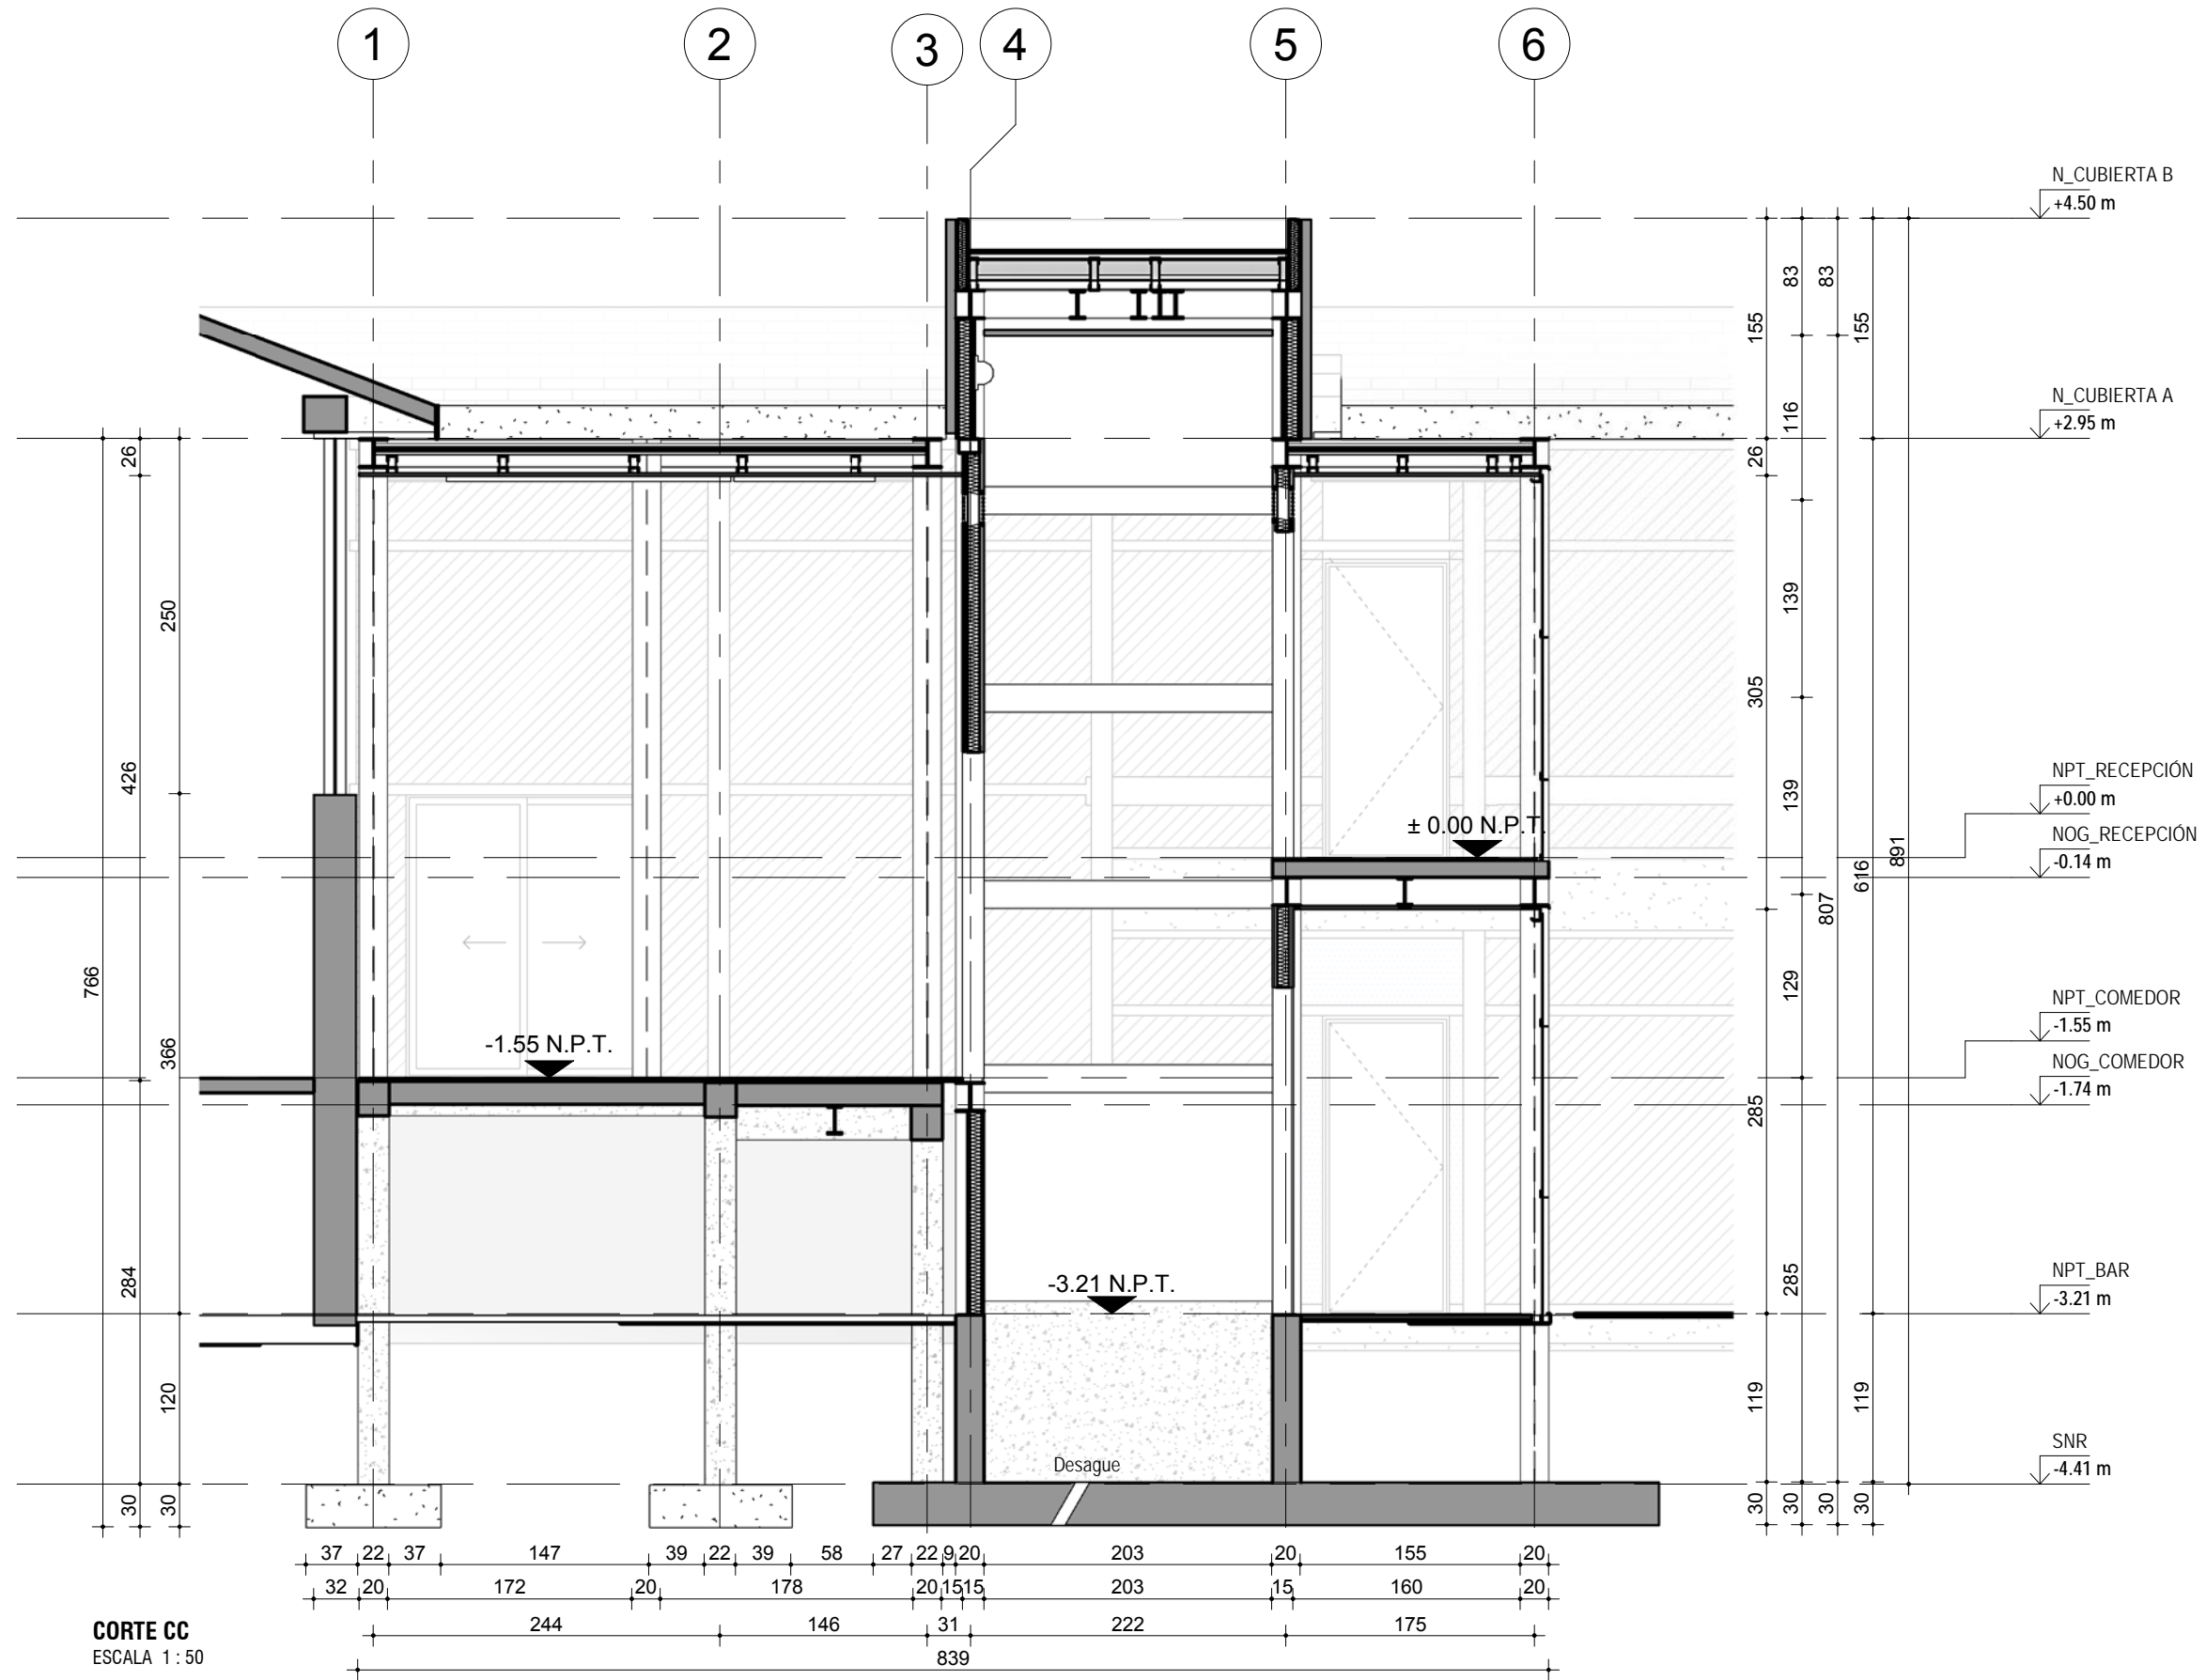 1 2 3 4 5 6
N_CUBIERTA B
+4.50 m
83 83
155 155
N_CUBIERTA A
+2.95 m
116
26 26
250
139
305
426
139
NPT_RECEPCIÓN
+0.00 m
± 0.00 N.P.T.
NOG_RECEPCIÓN
-0.14 m
891
616
807
766
129
NPT_COMEDOR
-1.55 m
-1.55 N.P.T.
366
NOG_COMEDOR
-1.74 m
285
284
285
-3.21 N.P.T.
NPT_BAR
-3.21 m
120
119 119
Desague
SNR
-4.41 m
30 30 30 30 30 30
37 22 37 147 39 22 39 58 27 22 9 20 203 20 155 20
32 20 172 20 178 20 15 15 203 15 160 20
244 146 31 222 175
839
CORTE CC
ESCALA 1 : 50